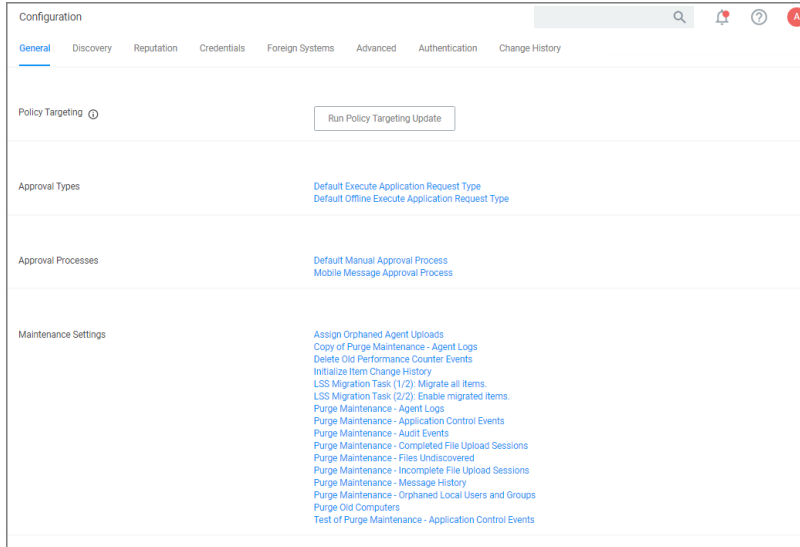 Configuration
A
General Discovery Reputation Credentials Foreign Systems Advanced Authentication Change History
Policy Targeting
Run Policy Targeting Update
Approval Types
Default Execute Application Request Type
Default Offline Execute Application Request Type
Approval Processes
Default Manual Approval Process
Mobile Message Approval Process
Maintenance Settings
Assign Orphaned Agent Uploads
Copy of Purge Maintenance - Agent Logs
Delete Old Performance Counter Events
Initialize Item Change History
LSS Migration Task (1/2): Migrate all items.
LSS Migration Task (2/2): Enable migrated items.
Purge Maintenance - Agent Logs
Purge Maintenance - Application Control Events
Purge Maintenance - Audit Events
Purge Maintenance - Completed File Upload Sessions
Purge Maintenance - Files Undiscovered
Purge Maintenance - Incomplete File Upload Sessions
Purge Maintenance - Message History
Purge Maintenance - Orphaned Local Users and Groups
Purge Old Computers
Test of Purge Maintenance - Application Control Events